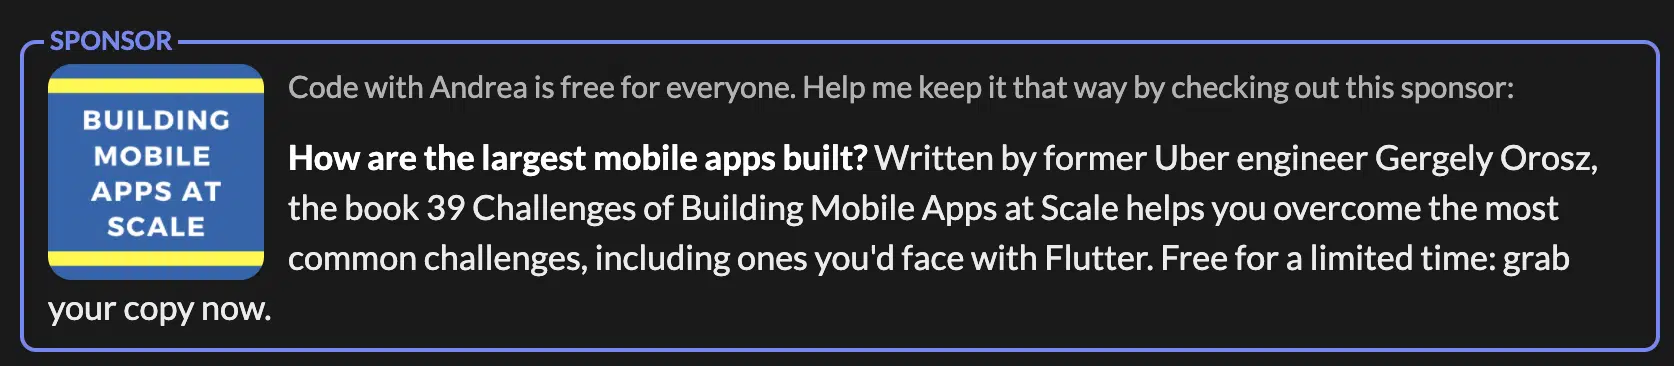 SPONSOR
BUILDING
MOBILE
APPS AT
SCALE
Code with Andrea is free for everyone. Help me keep it that way by checking out this sponsor:
How are the largest mobile apps built? Written by former Uber engineer Gergely Orosz,
the book 39 Challenges of Building Mobile Apps at Scale helps you overcome the most
common challenges, including ones you'd face with Flutter. Free for a limited time: grab
your copy now.